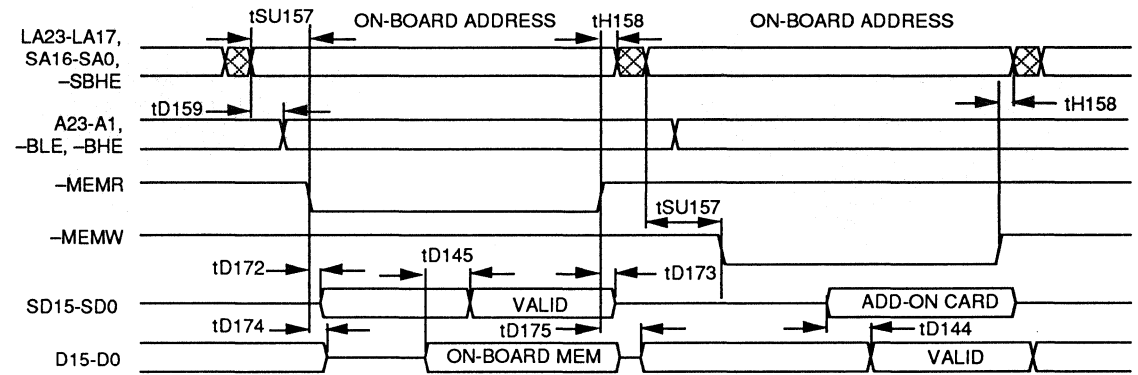 tSU157 ON-BOARD ADDRESS tH158 ON-BOARD ADDRESS
LA23-LA17,
SA16-SA0,
–SBHE
tD159 tH158
A23-A1,
–BLE, –BHE
–MEMR
tSU157
–MEMW
tD172 tD145 tD173
SD15-SD0 VALID ADD-ON CARD
tD174 tD175 tD144
D15-D0 ON-BOARD MEM VALID